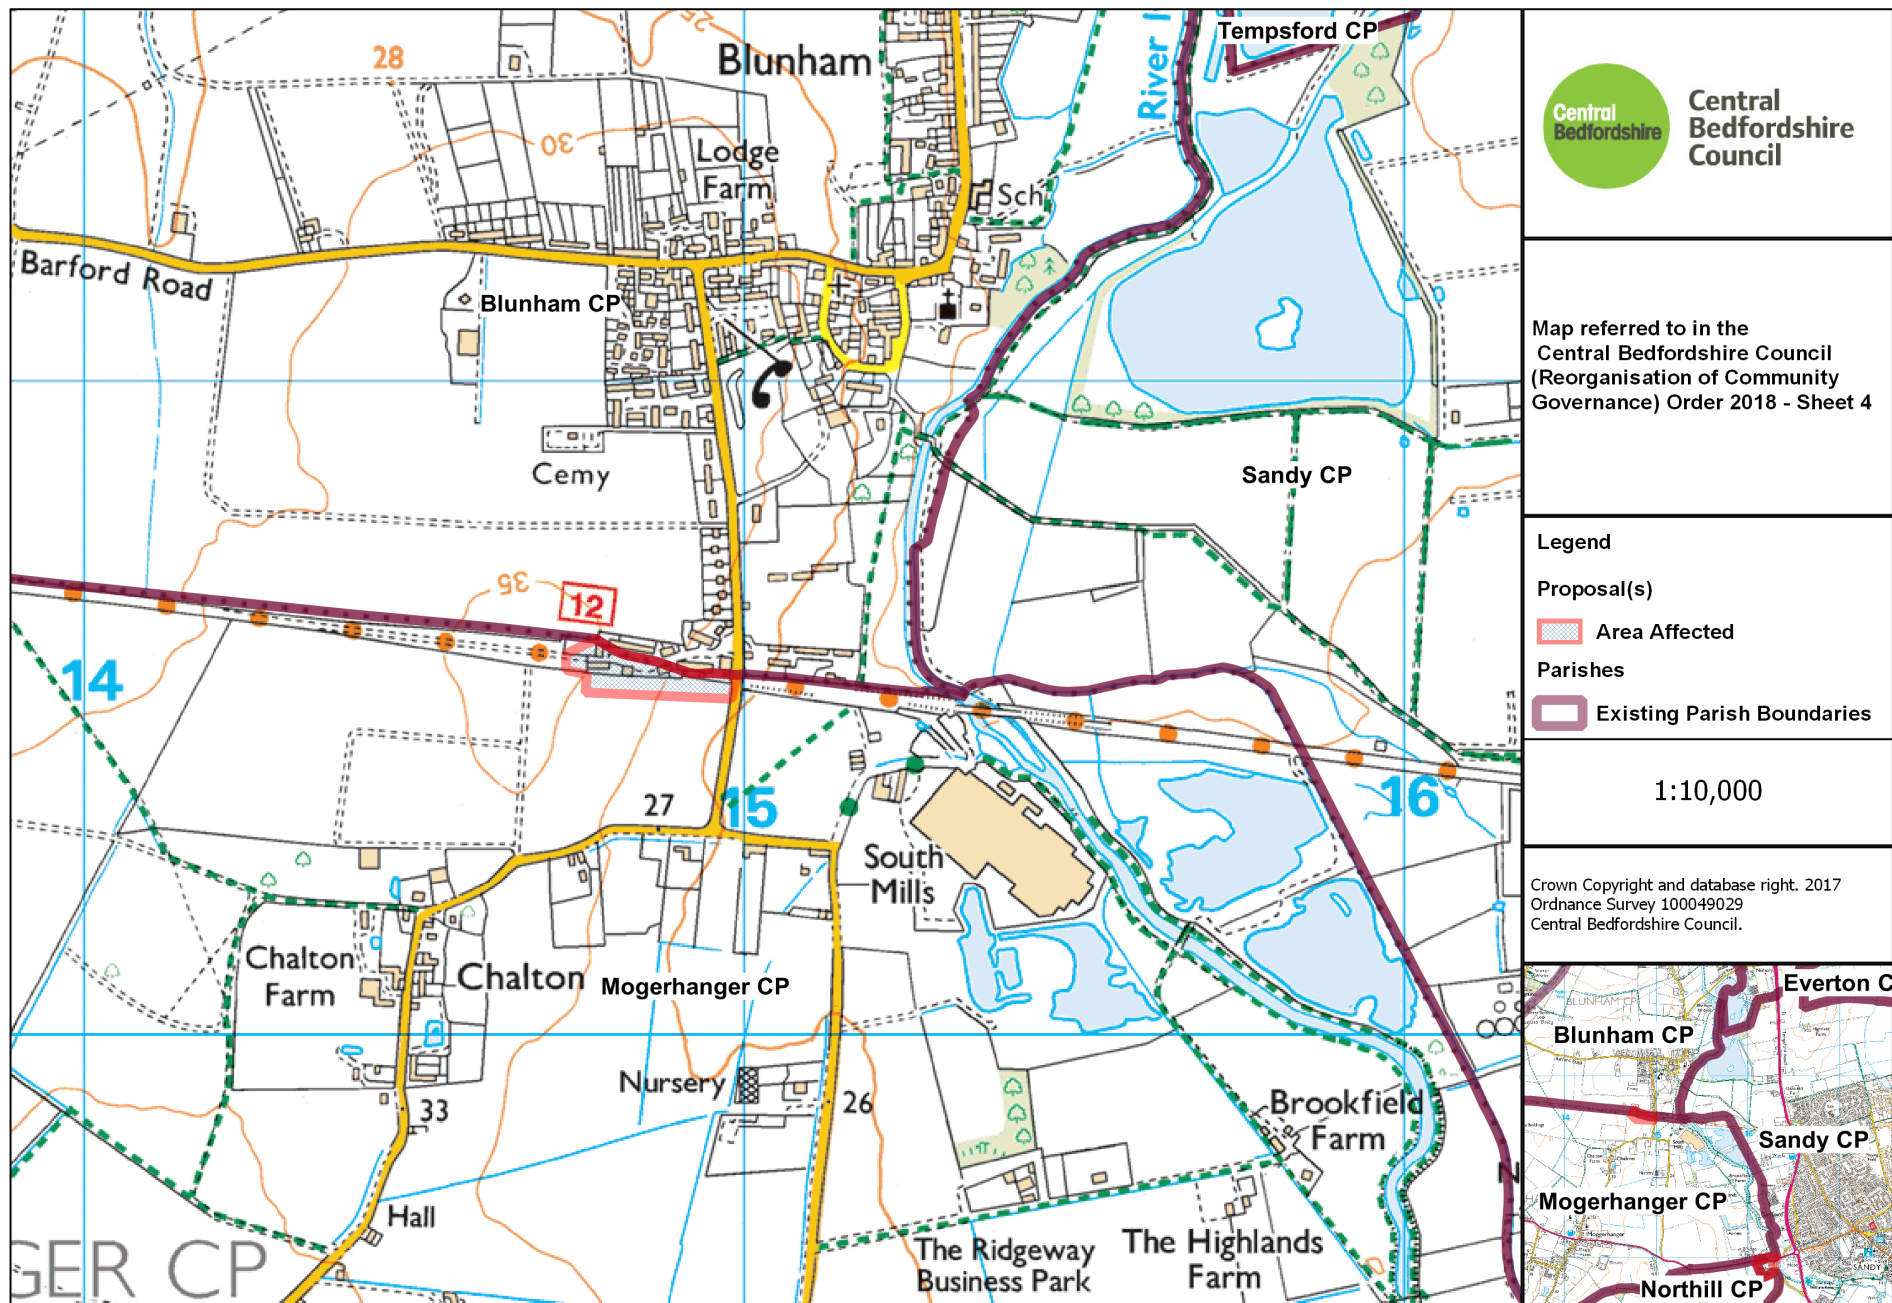 Tempsford CP
Blunham
River
28
25
30
Lodge
Farm
Sch
Barford Road
Blunham CP
Cemy
Sandy CP
35
12
14
15
16
27
South
Mills
Chalton
Farm
Chalton
Mogerhanger CP
Nursery
26
33
Brookfield
Farm
Hall
GER CP
The Ridgeway
Business Park
The Highlands
Farm
N
Central
Bedfordshire
Central
Bedfordshire
Council
Map referred to in the
Central Bedfordshire Council
(Reorganisation of Community
Governance) Order 2018 - Sheet 4
Legend
Proposal(s)
Area Affected
Parishes
Existing Parish Boundaries
1:10,000
Crown Copyright and database right. 2017
Ordnance Survey 100049029
Central Bedfordshire Council.
Everton C
BLUNHAM CP
Blunham CP
Sandy CP
Mogerhanger CP
Moggerhanger
SANDY
Northill CP